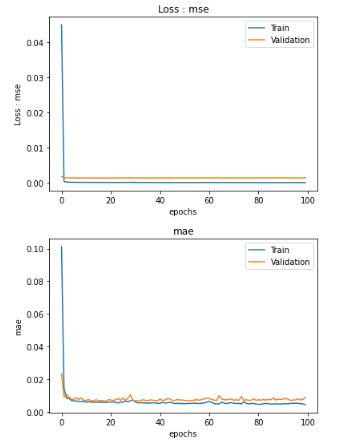 Loss : mse
Train
Validation
0.04
0.03
0.02
0.01
0.00
Loss : mse
0 20 40 60 80 100
epochs
mae
Train
Validation
0.10
0.08
0.06
0.04
0.02
0.00
mae
0 20 40 60 80 100
epochs